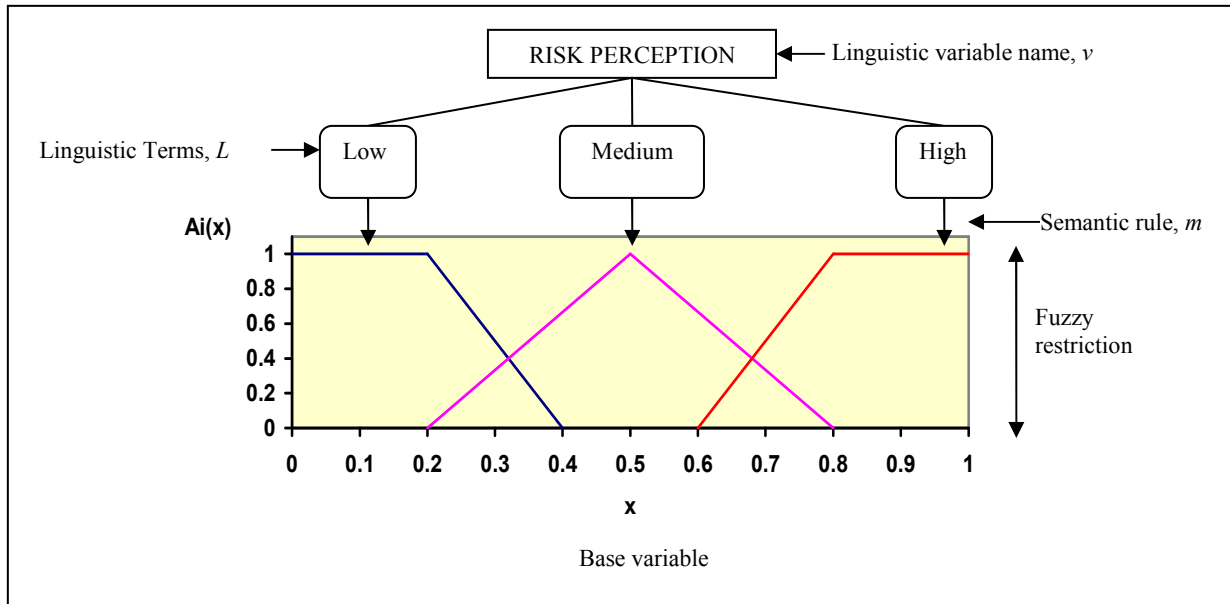 RISK PERCEPTION
Linguistic variable name, v
Linguistic Terms, L
Low
Medium
High
Semantic rule, m
Ai(x)
1
0.8
0.6
0.4
0.2
0
Fuzzy
restriction
0 0.1 0.2 0.3 0.4 0.5 0.6 0.7 0.8 0.9 1
x
Base variable